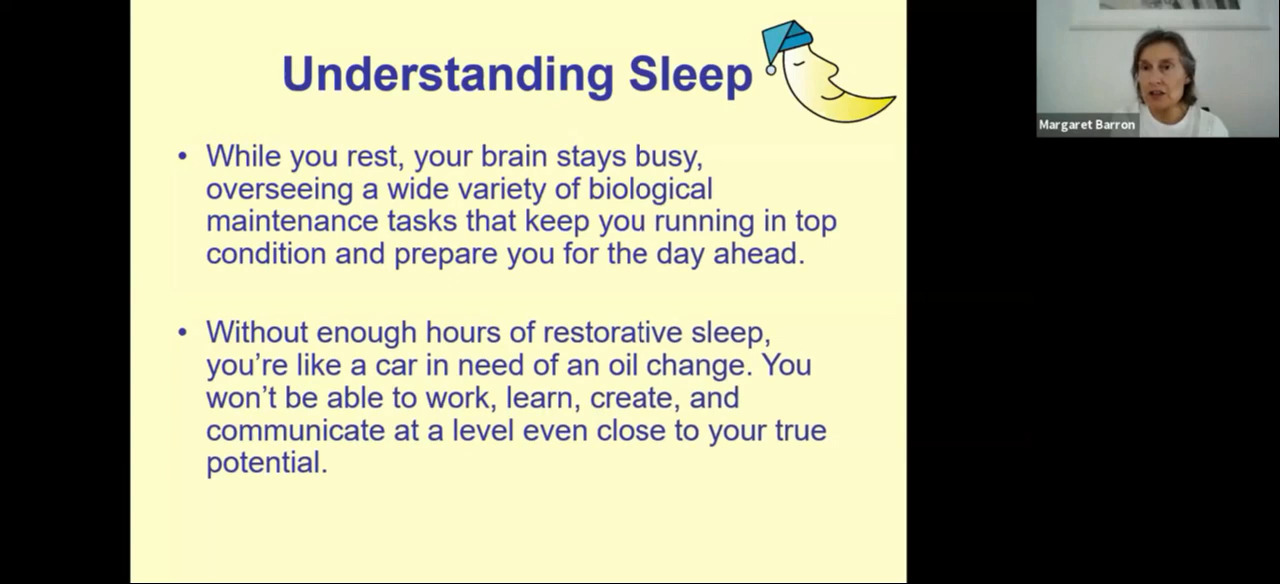 Understanding Sleep
• While you rest, your brain stays busy,
overseeing a wide variety of biological
maintenance tasks that keep you running in top
condition and prepare you for the day ahead.
• Without enough hours of restorative sleep,
you’re like a car in need of an oil change. You
won’t be able to work, learn, create, and
communicate at a level even close to your true
potential.
Margaret Barron